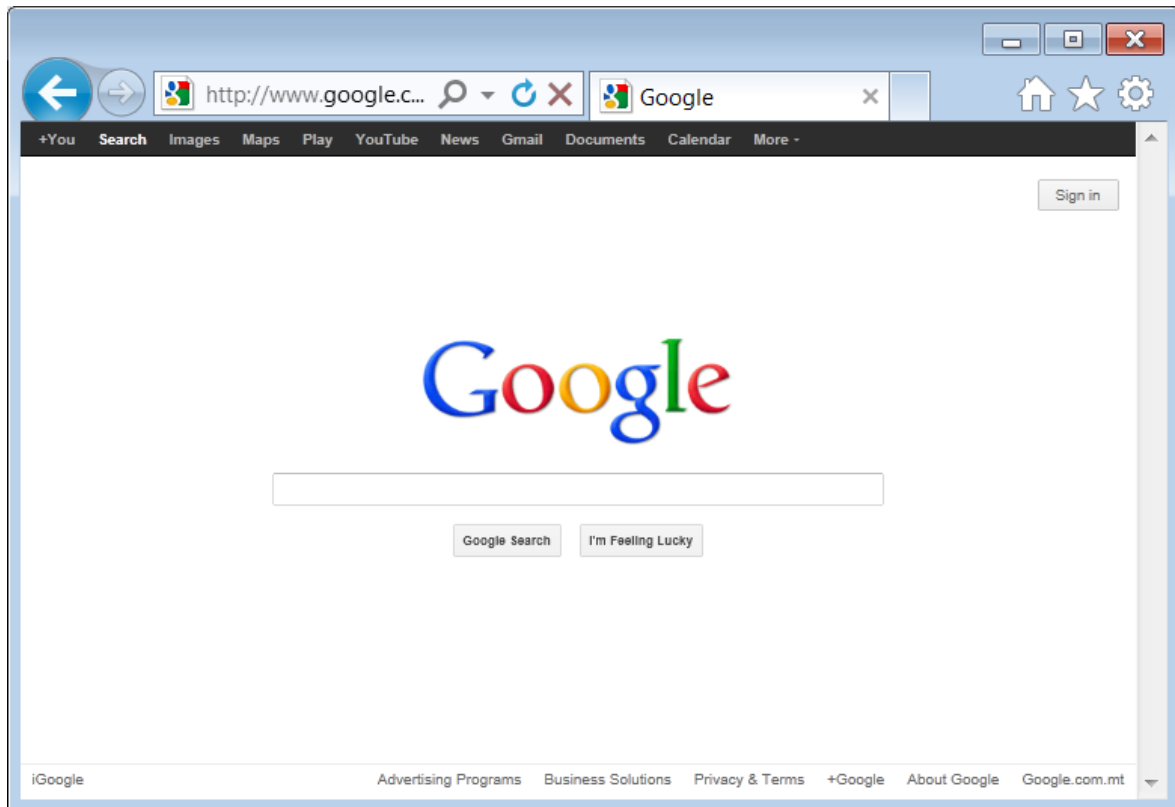 http://www.google.c... Google
+You Search Images Maps Play YouTube News Gmail Documents Calendar More
Sign in
Google
Google Search I'm Feeling Lucky
iGoogle Advertising Programs Business Solutions Privacy & Terms +Google About Google Google.com.mt